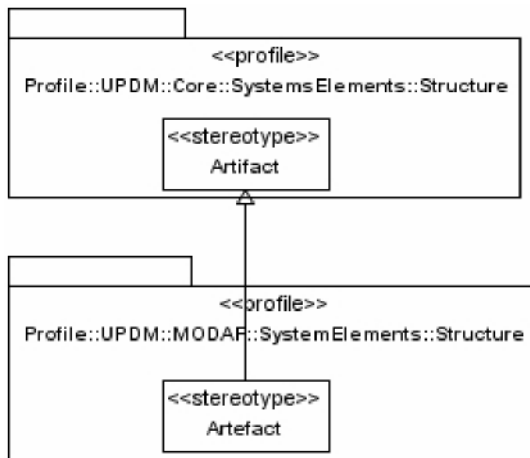 <<profile>>
Profile::UPDM::Core::SystemsElements::Structure
<<stereotype>>
Artifact
<<profile>>
Profile::UPDM::MODAF::SystemElements::Structure
<<stereotype>>
Artefact